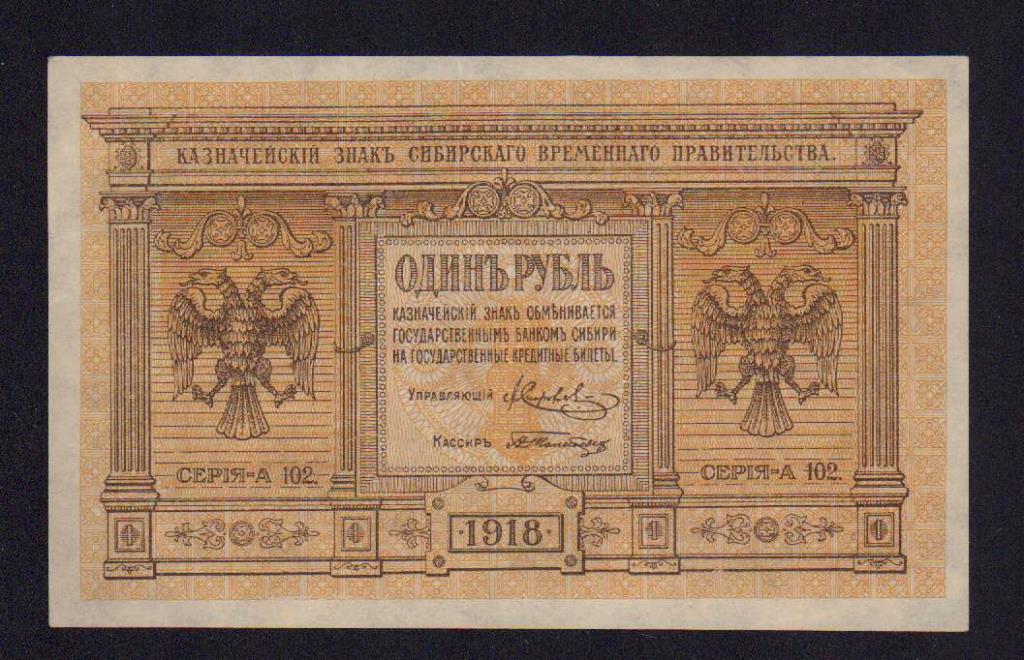 КАЗНАЧЕЙСКІЙ ЗНАКЪ СИБИРСКАГО ВРЕМЕННАГО ПРАВИТЕЛЬСТВА.
ОДИНЪ РУБЛЬ
КАЗНАЧЕЙСКІЙ ЗНАКЪ ОБМѢНИВАЕТСЯ
ГОСУДАРСТВЕННЫМЪ БАНКОМЪ СИБИРИ
НА ГОСУДАРСТВЕННЫЕ КРЕДИТНЫЕ БИЛЕТЫ.
УПРАВЛЯЮЩІЙ
КАССИРЪ
СЕРІЯ-А 102.
СЕРІЯ-А 102.
1 1 ·1918· 1 1